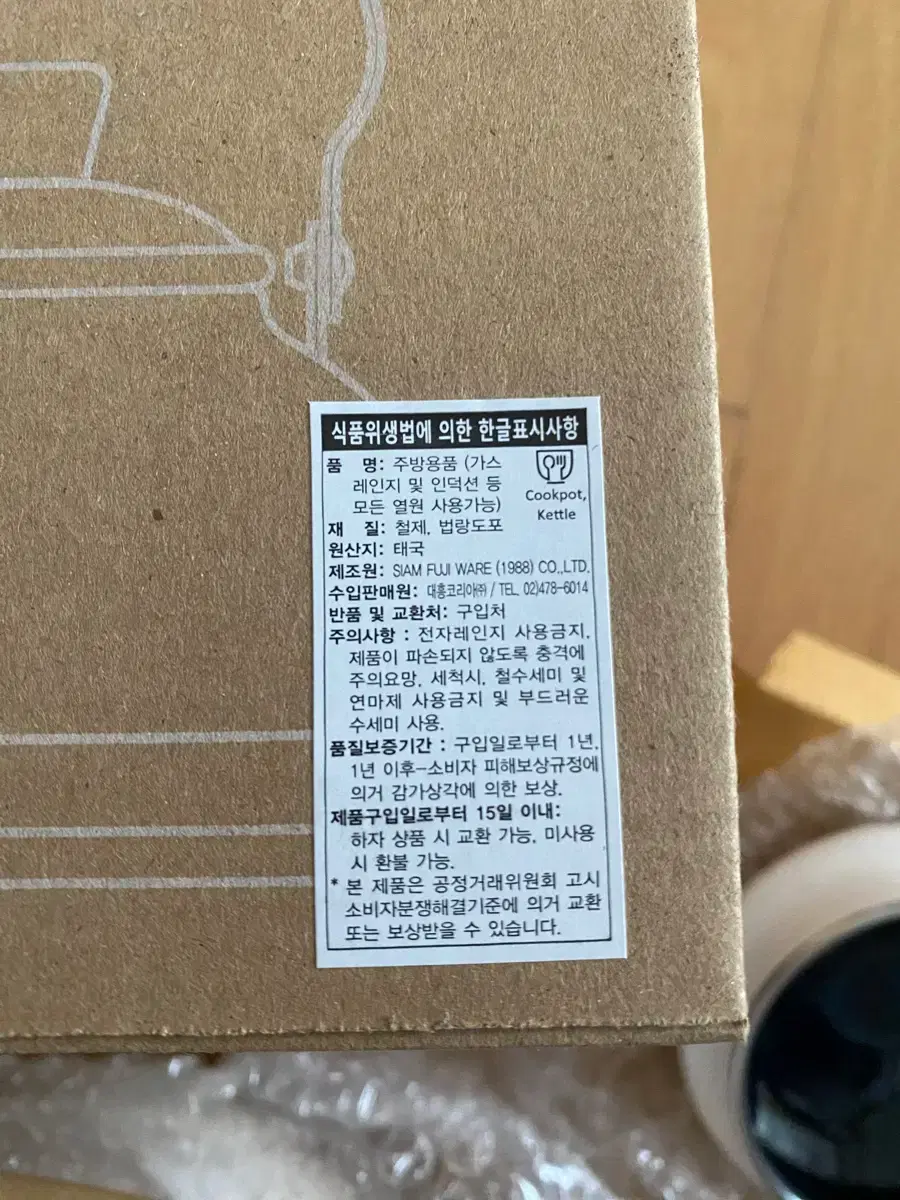 식품위생법에 의한 한글표시사항
품 명: 주방용품 (가스
레인지 및 인덕션 등
모든 열원 사용가능)
Cookpot,
Kettle
재 질: 철제, 법랑도포
원산지: 태국
제조원: SIAM FUJI WARE (1988) CO.,LTD.
수입판매원: 대흥코리아㈜ / TEL. 02)478-6014
반품 및 교환처: 구입처
주의사항 : 전자레인지 사용금지,
제품이 파손되지 않도록 충격에
주의요망, 세척시, 철수세미 및
연마제 사용금지 및 부드러운
수세미 사용.
품질보증기간 : 구입일로부터 1년,
1년 이후-소비자 피해보상규정에
의거 감가상각에 의한 보상.
제품구입일로부터 15일 이내:
하자 상품 시 교환 가능, 미사용
시 환불 가능.
* 본 제품은 공정거래위원회 고시
소비자분쟁해결기준에 의거 교환
또는 보상받을 수 있습니다.